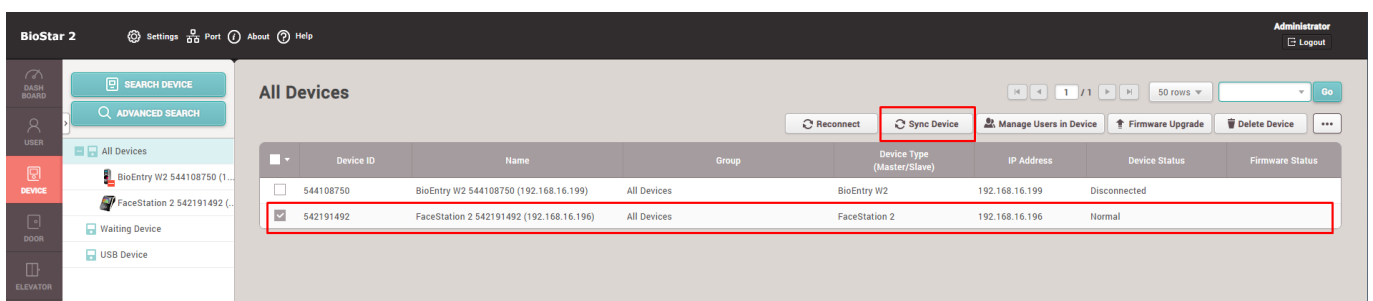 BioStar 2 Settings Port About Help Administrator
Logout
DASH BOARD
USER
DEVICE
DOOR
ELEVATOR
SEARCH DEVICE
ADVANCED SEARCH
All Devices
BioEntry W2 544108750 (1...
FaceStation 2 542191492 (..
Waiting Device
USB Device
All Devices 1 / 1 50 rows Go
Reconnect Sync Device Manage Users in Device Firmware Upgrade Delete Device ...
Device ID Name Group Device Type (Master/Slave) IP Address Device Status Firmware Status
544108750 BioEntry W2 544108750 (192.168.16.199) All Devices BioEntry W2 192.168.16.199 Disconnected
542191492 FaceStation 2 542191492 (192.168.16.196) All Devices FaceStation 2 192.168.16.196 Normal